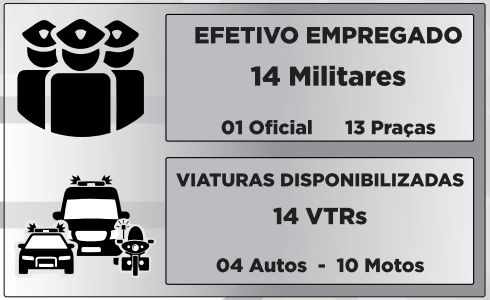 EFETIVO EMPREGADO
14 Militares
01 Oficial 13 Praças
VIATURAS DISPONIBILIZADAS
14 VTRs
04 Autos - 10 Motos